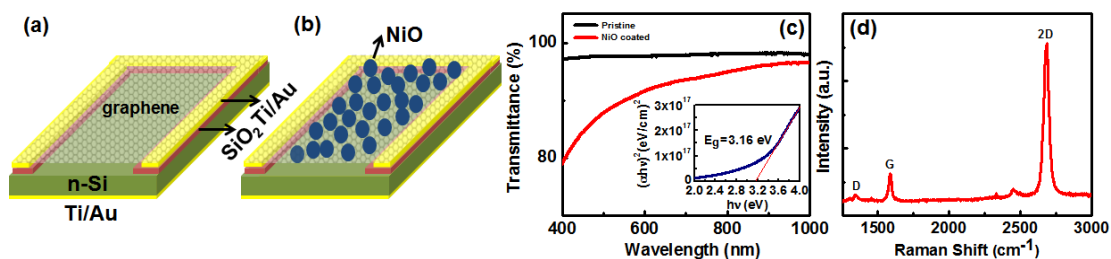 (a)
graphene
Ti/Au
SiO2
n-Si
Ti/Au
(b)
NiO
(c)
Pristine
NiO coated
Transmittance (%)
100
90
80
400
600
800
1000
Wavelength (nm)
(αhν)2(eV/cm)2
3x10^17
2x10^17
1x10^17
0
Eg=3.16 eV
2.0 2.4 2.8 3.2 3.6 4.0
hν (eV)
(d)
2D
G
D
Intensity (a.u.)
1500 2000 2500 3000
Raman Shift (cm-1)